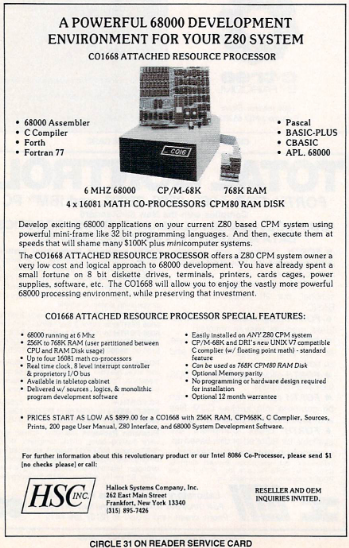 A POWERFUL 68000 DEVELOPMENT
ENVIRONMENT FOR YOUR Z80 SYSTEM
CO1668 ATTACHED RESOURCE PROCESSOR
• 68000 Assembler
• C Compiler
• Forth
• Fortran 77
CO16
• Pascal
• BASIC-PLUS
• CBASIC
• APL. 68000
6 MHZ 68000 CP/M-68K 768K RAM
4 x 16081 MATH CO-PROCESSORS CPM80 RAM DISK
Develop exciting 68000 applications on your current Z80 based CPM system using
powerful mini-frame like 32 bit programming languages. And then, execute them at
speeds that will shame many $100K plus minicomputer systems.
The CO1668 ATTACHED RESOURCE PROCESSOR offers a Z80 CPM system owner a
very low cost and logical approach to 68000 development. You have already spent a
small fortune on 8 bit diskette drives, terminals, printers, cards cages, power
supplies, software, etc. The CO1668 will allow you to enjoy the vastly more powerful
68000 processing environment, while preserving that investment.
CO1668 ATTACHED RESOURCE PROCESSOR SPECIAL FEATURES:
• 68000 running at 6 Mhz
• 256K to 768K RAM (user partitioned between
CPU and RAM Disk usage)
• Up to four 16081 math co-processors
• Real time clock, 8 level interrupt controller
& proprietory I/O bus
• Available in tabletop cabinet
• Delivered w/ sources, logics, & monolithic
program development software
• Easily installed on ANY Z80 CPM system
• CP/M-68K and DRI's new UNIX V7 compatible
C compiler (w/ floating point math) - standard
feature
• Can be used as 768K CPM80 RAM Disk
• Optional Memory parity
• No programming or hardware design required
for installation
• Optional 12 month warrantee
• PRICES START AS LOW AS $899.00 for a CO1668 with 256K RAM, CPM68K, C Compiler, Sources,
Prints, 200 page User Manual, Z80 Interface, and 68000 System Development Software.
For further information about this revolutionary product or our Intel 8086 Co-Processor, please send $1
[no checks please] or call:
HSC INC.
Hallock Systems Company, Inc.
262 East Main Street
Frankfort, New York 13340
(315) 895-7426
RESELLER AND OEM
INQUIRIES INVITED.
CIRCLE 31 ON READER SERVICE CARD